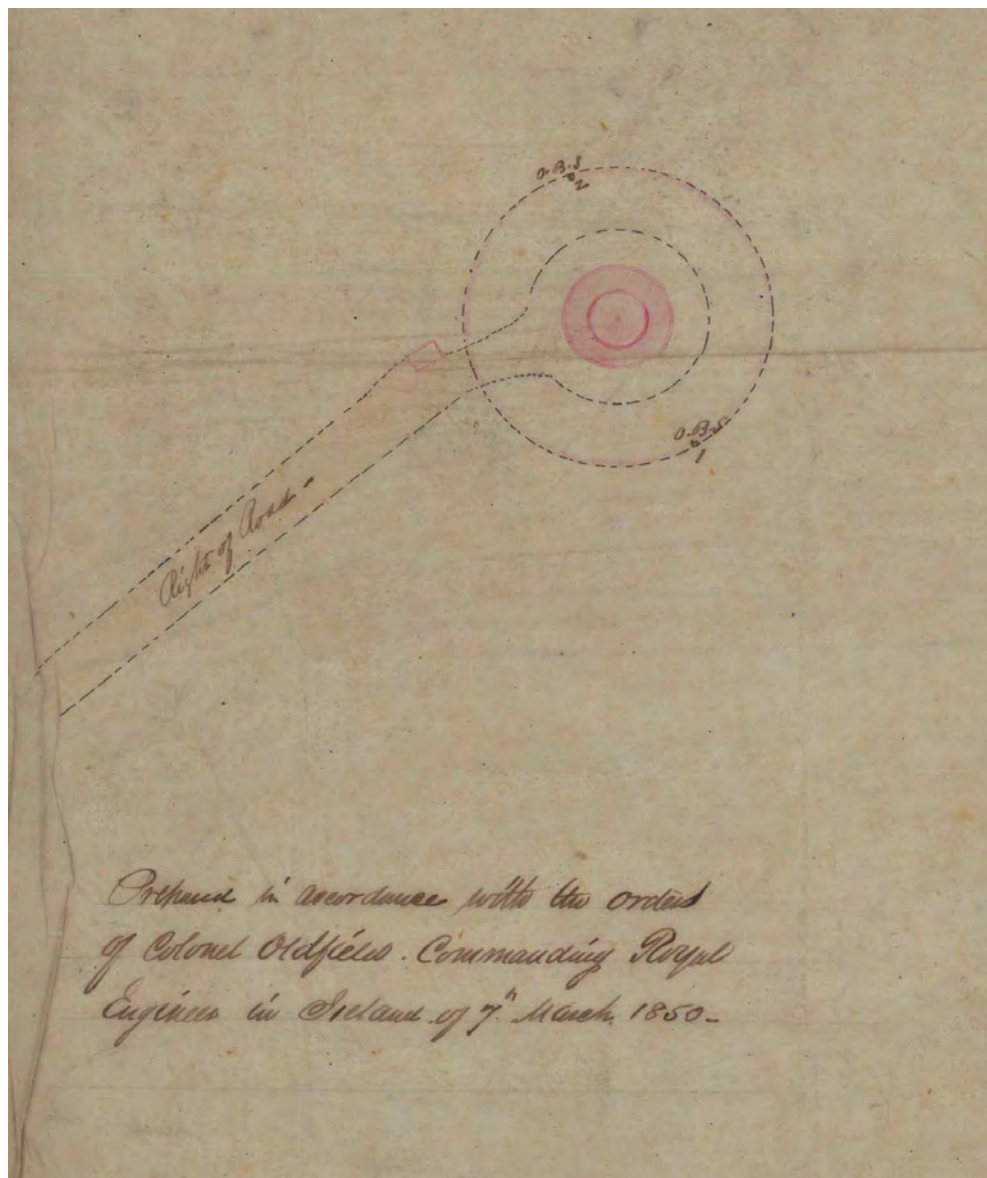 O.B.S
2
O.B.S
1
Right of Road -
Prepared in accordance with the orders
of Colonel Oldfield. Commanding Royal
Engineer in Ireland of 7th March 1850-